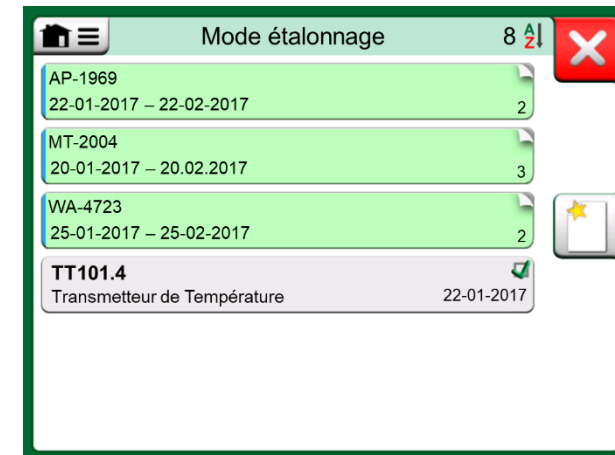 Mode étalonnage 8 AZ
AP-1969
22-01-2017 – 22-02-2017 2
MT-2004
20-01-2017 – 20.02.2017 3
WA-4723
25-01-2017 – 25-02-2017 2
TT101.4
Transmetteur de Température 22-01-2017